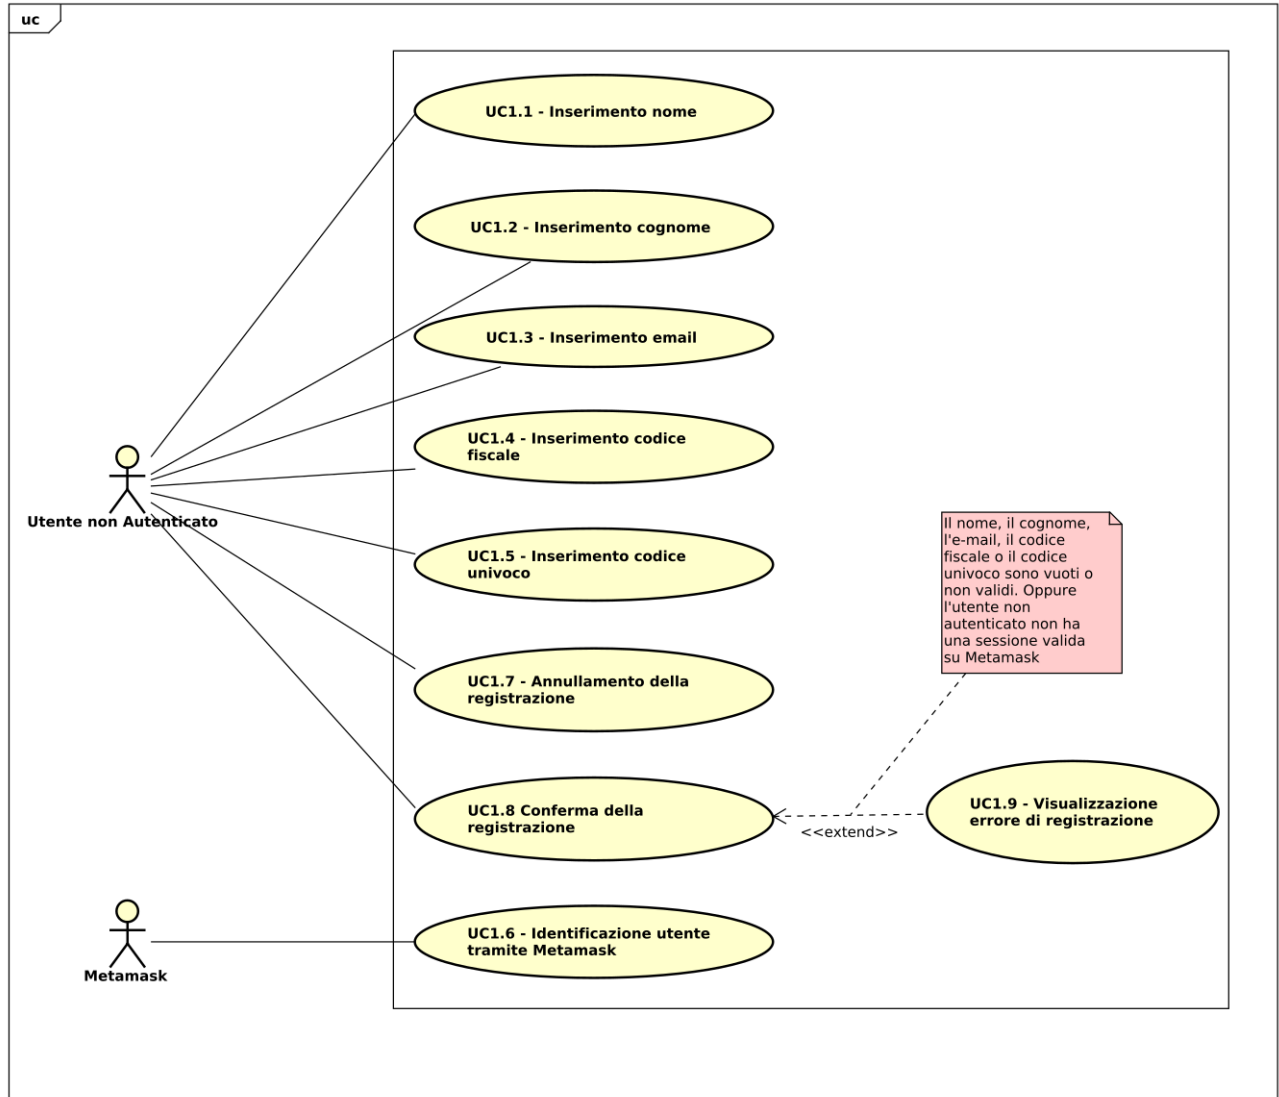 uc
UC1.1 - Inserimento nome
UC1.2 - Inserimento cognome
UC1.3 - Inserimento email
UC1.4 - Inserimento codice
fiscale
Utente non Autenticato
UC1.5 - Inserimento codice
univoco
Il nome, il cognome,
l'e-mail, il codice
fiscale o il codice
univoco sono vuoti o
non validi. Oppure
l'utente non
autenticato non ha
una sessione valida
su Metamask
UC1.7 - Annullamento della
registrazione
UC1.8 Conferma della
registrazione
<<extend>>
UC1.9 - Visualizzazione
errore di registrazione
UC1.6 - Identificazione utente
tramite Metamask
Metamask